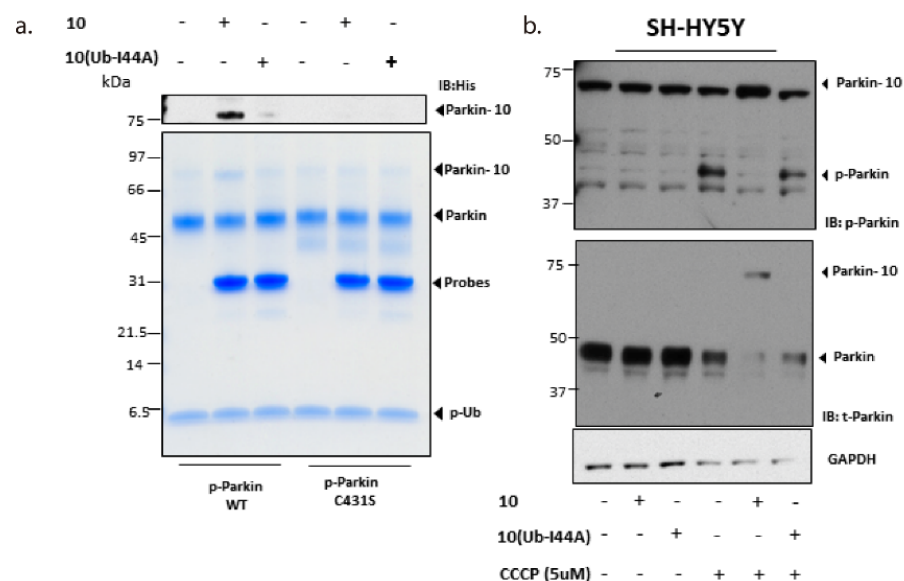 a.
10 - + - - + -
10(Ub-I44A) - - + - - +
kDa
IB:His
75
Parkin- 10
97
Parkin- 10
66
Parkin
45
31
Probes
21.5
14
6.5
p-Ub
p-Parkin WT
p-Parkin C431S
b.
SH-HY5Y
75
Parkin- 10
50
p-Parkin
37
IB: p-Parkin
75
Parkin- 10
50
Parkin
37
IB: t-Parkin
GAPDH
10 - + - - + -
10(Ub-I44A) - - + - - +
CCCP (5uM) - - - + + +